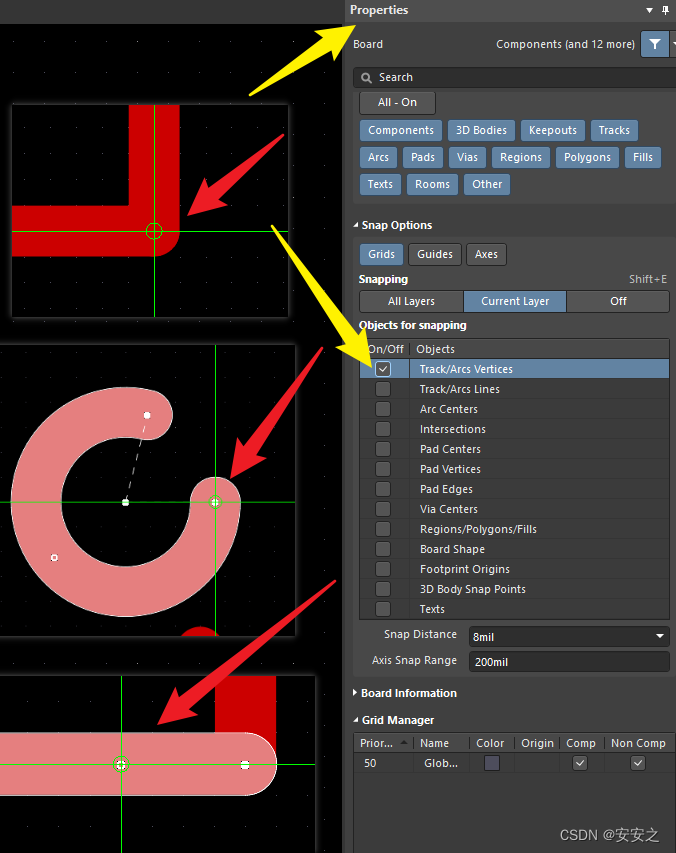 Properties
Board Components (and 12 more)
Search
All - On
Components 3D Bodies Keepouts Tracks
Arcs Pads Vias Regions Polygons Fills
Texts Rooms Other
Snap Options
Grids Guides Axes
Snapping Shift+E
All Layers Current Layer Off
Objects for snapping
On/Off Objects
Track/Arcs Vertices
Track/Arcs Lines
Arc Centers
Intersections
Pad Centers
Pad Vertices
Pad Edges
Via Centers
Regions/Polygons/Fills
Board Shape
Footprint Origins
3D Body Snap Points
Texts
Snap Distance 8mil
Axis Snap Range 200mil
Board Information
Grid Manager
Prior... Name Color Origin Comp Non Comp
50 Glob...
CSDN @安安之